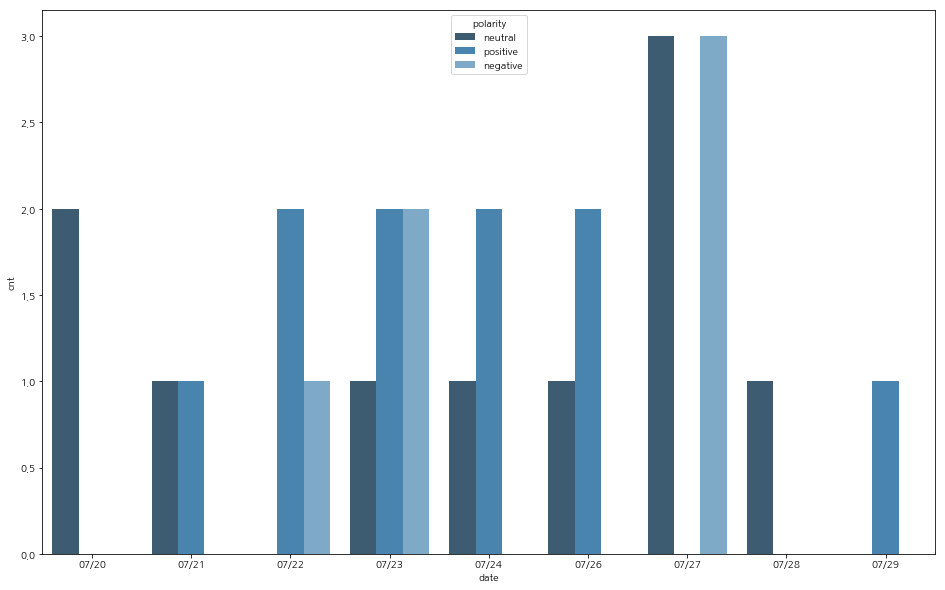 polarity
neutral
positive
negative
3,0
2,5
2,0
1,5
1,0
0,5
0,0
cnt
07/20 07/21 07/22 07/23 07/24 07/26 07/27 07/28 07/29
date